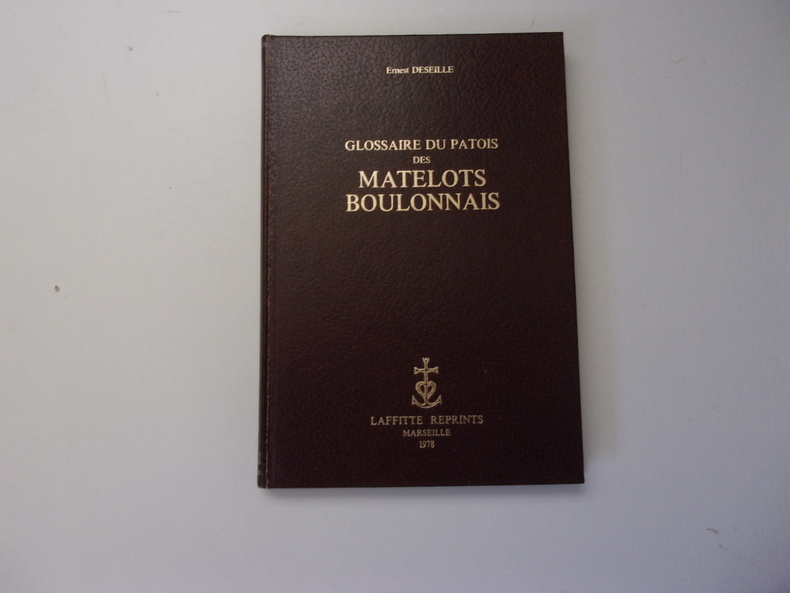 Ernest DESEILLE
GLOSSAIRE DU PATOIS
DES
MATELOTS
BOULONNAIS
LAFFITTE REPRINTS
MARSEILLE
1978